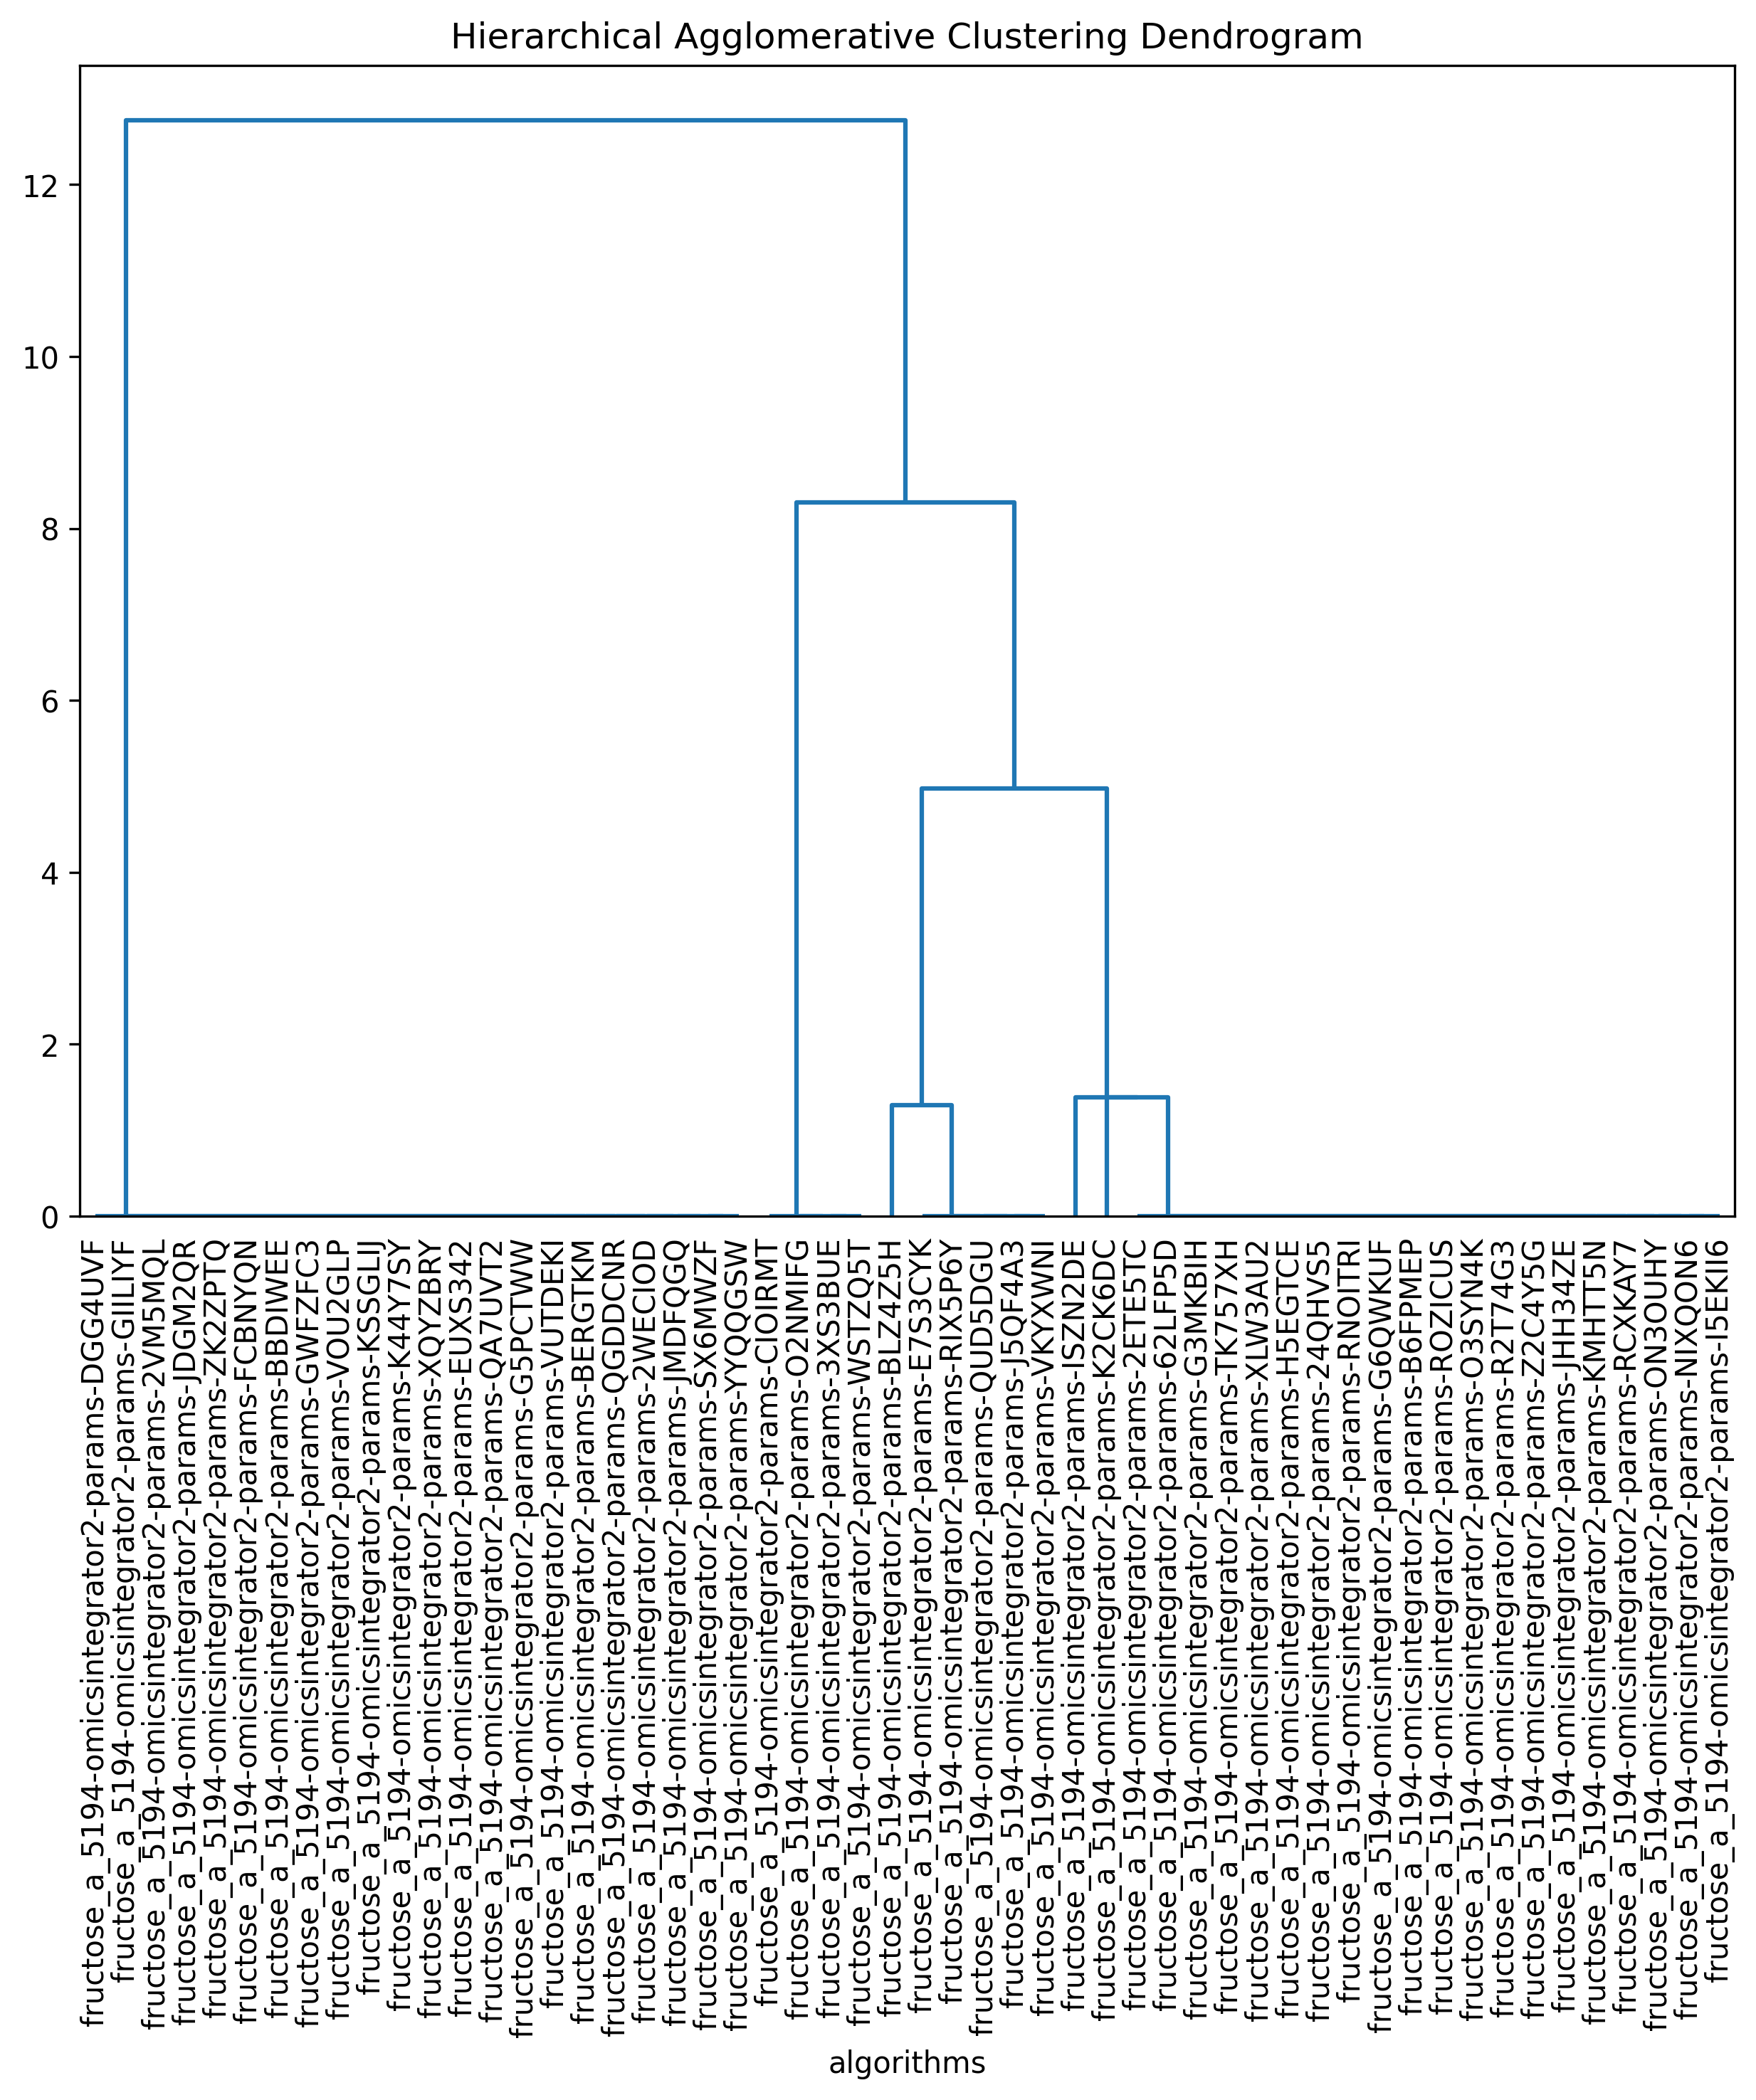 Hierarchical Agglomerative Clustering Dendrogram
12
10
8
6
4
2
0
fructose_a_5194-omicsintegrator2-params-DGG4UVF
fructose_a_5194-omicsintegrator2-params-GIILIYF
fructose_a_5194-omicsintegrator2-params-2VM5MQL
fructose_a_5194-omicsintegrator2-params-JDGM2QR
fructose_a_5194-omicsintegrator2-params-ZK2ZPTQ
fructose_a_5194-omicsintegrator2-params-FCBNYQN
fructose_a_5194-omicsintegrator2-params-BBDIWEE
fructose_a_5194-omicsintegrator2-params-GWFZFC3
fructose_a_5194-omicsintegrator2-params-VOU2GLP
fructose_a_5194-omicsintegrator2-params-KSSGLIJ
fructose_a_5194-omicsintegrator2-params-K44Y7SY
fructose_a_5194-omicsintegrator2-params-XQYZBRY
fructose_a_5194-omicsintegrator2-params-EUXS342
fructose_a_5194-omicsintegrator2-params-QA7UVT2
fructose_a_5194-omicsintegrator2-params-G5PCTWW
fructose_a_5194-omicsintegrator2-params-VUTDEKI
fructose_a_5194-omicsintegrator2-params-BERGTKM
fructose_a_5194-omicsintegrator2-params-QGDDCNR
fructose_a_5194-omicsintegrator2-params-2WECIOD
fructose_a_5194-omicsintegrator2-params-JMDFQGQ
fructose_a_5194-omicsintegrator2-params-SX6MWZF
fructose_a_5194-omicsintegrator2-params-YYQQGSW
fructose_a_5194-omicsintegrator2-params-CIOIRMT
fructose_a_5194-omicsintegrator2-params-O2NMIFG
fructose_a_5194-omicsintegrator2-params-3XS3BUE
fructose_a_5194-omicsintegrator2-params-WSTZQ5T
fructose_a_5194-omicsintegrator2-params-BLZ4Z5H
fructose_a_5194-omicsintegrator2-params-E7S3CYK
fructose_a_5194-omicsintegrator2-params-RIX5P6Y
fructose_a_5194-omicsintegrator2-params-QUD5DGU
fructose_a_5194-omicsintegrator2-params-J5QF4A3
fructose_a_5194-omicsintegrator2-params-VKYXWNI
fructose_a_5194-omicsintegrator2-params-ISZN2DE
fructose_a_5194-omicsintegrator2-params-K2CK6DC
fructose_a_5194-omicsintegrator2-params-2ETE5TC
fructose_a_5194-omicsintegrator2-params-62LFP5D
fructose_a_5194-omicsintegrator2-params-G3MKBIH
fructose_a_5194-omicsintegrator2-params-TK757XH
fructose_a_5194-omicsintegrator2-params-XLW3AU2
fructose_a_5194-omicsintegrator2-params-H5EGTCE
fructose_a_5194-omicsintegrator2-params-24QHVS5
fructose_a_5194-omicsintegrator2-params-RNOITRI
fructose_a_5194-omicsintegrator2-params-G6QWKUF
fructose_a_5194-omicsintegrator2-params-B6FPMEP
fructose_a_5194-omicsintegrator2-params-ROZICUS
fructose_a_5194-omicsintegrator2-params-O3SYN4K
fructose_a_5194-omicsintegrator2-params-R2T74G3
fructose_a_5194-omicsintegrator2-params-Z2C4Y5G
fructose_a_5194-omicsintegrator2-params-JHH34ZE
fructose_a_5194-omicsintegrator2-params-KMHTT5N
fructose_a_5194-omicsintegrator2-params-RCXKAY7
fructose_a_5194-omicsintegrator2-params-ON3OUHY
fructose_a_5194-omicsintegrator2-params-NIXQON6
fructose_a_5194-omicsintegrator2-params-I5EKII6
algorithms